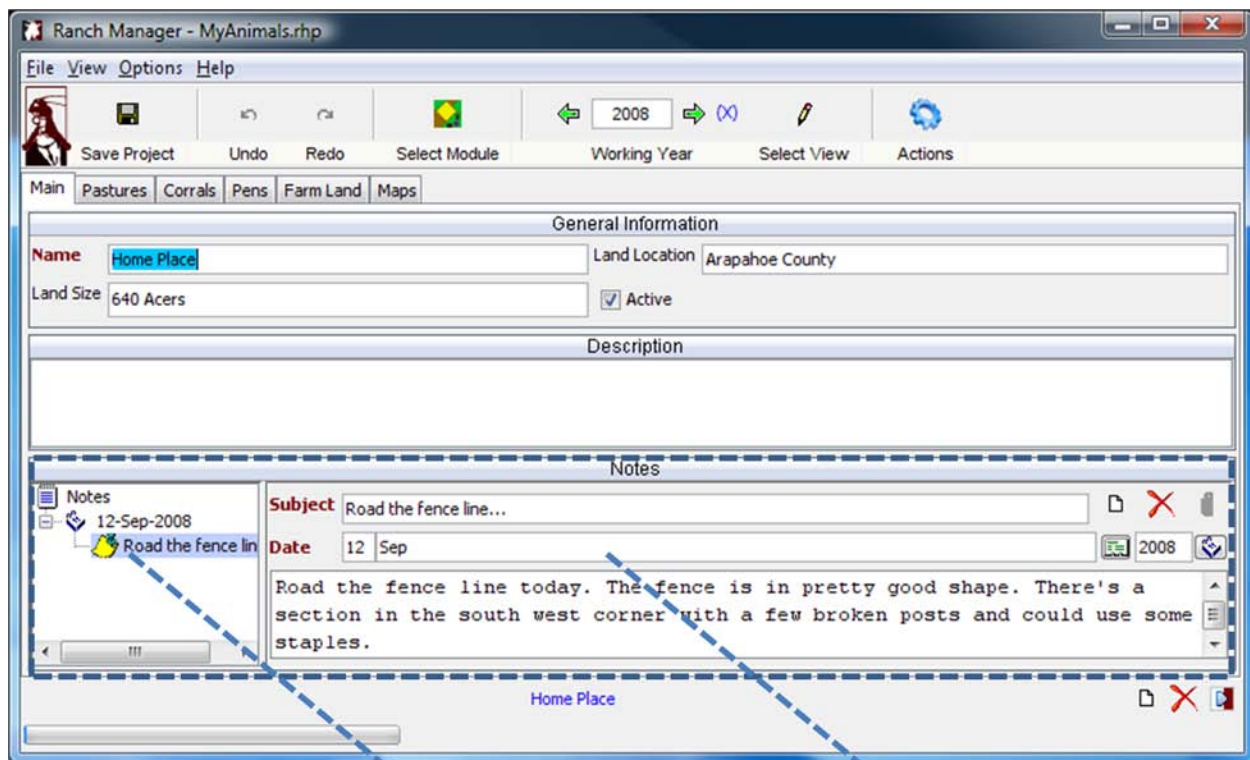 Ranch Manager - MyAnimals.rhp
File View Options Help
2008 (X)
Save Project Undo Redo Select Module Working Year Select View Actions
Main Pastures Corrals Pens Farm Land Maps
General Information
Name Home Place Land Location Arapahoe County
Land Size 640 Acers Active
Description
Notes
Notes
12-Sep-2008
Road the fence lin
Subject Road the fence line...
Date 12 Sep 2008
Road the fence line today. The fence is in pretty good shape. There's a
section in the south west corner with a few broken posts and could use some
staples.
Home Place